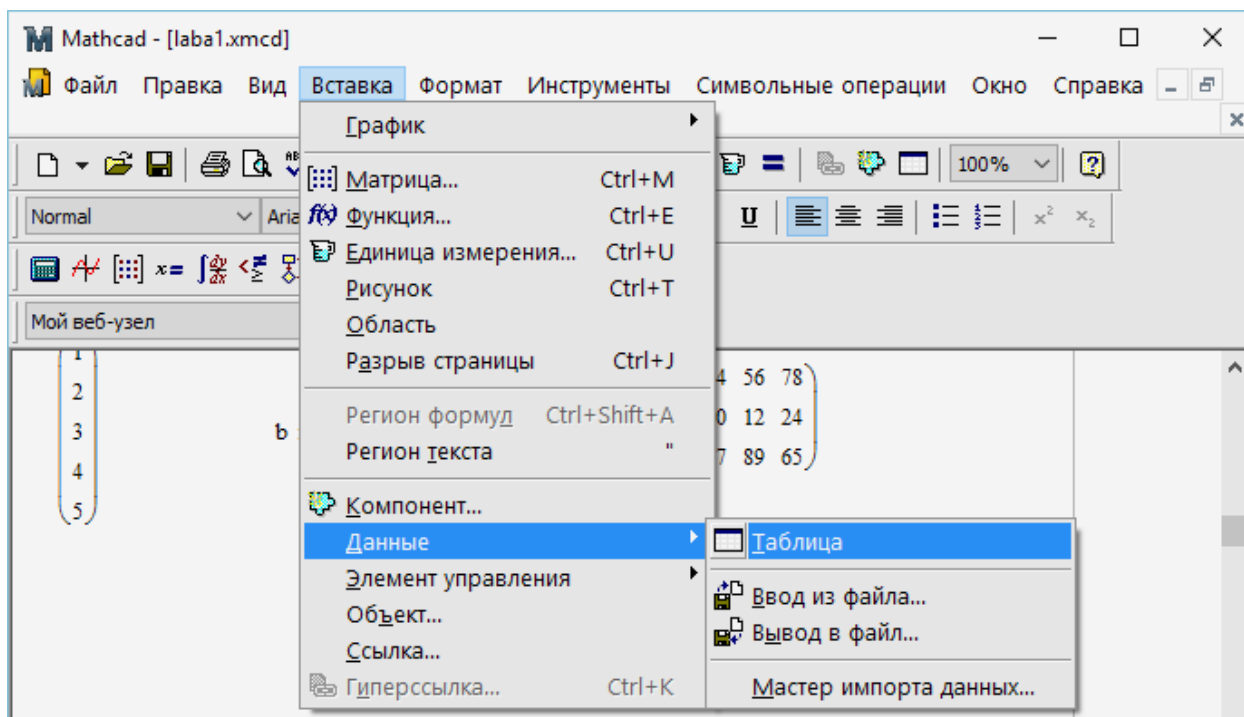 Mathcad - [laba1.xmcd]
Файл Правка Вид Вставка Формат Инструменты Символьные операции Окно Справка
График
100%
Матрица... Ctrl+M
Normal
Функция... Ctrl+E
U
x² x₂
Единица измерения... Ctrl+U
x=
Рисунок Ctrl+T
Мой веб-узел
Область
Разрыв страницы Ctrl+J
1
4 56 78
2
Регион формул Ctrl+Shift+A
0 12 24
3 b
Регион текста "
7 89 65
4
5
Компонент...
Данные
Таблица
Элемент управления
Ввод из файла...
Объект...
Вывод в файл...
Ссылка...
Гиперссылка... Ctrl+K
Мастер импорта данных...